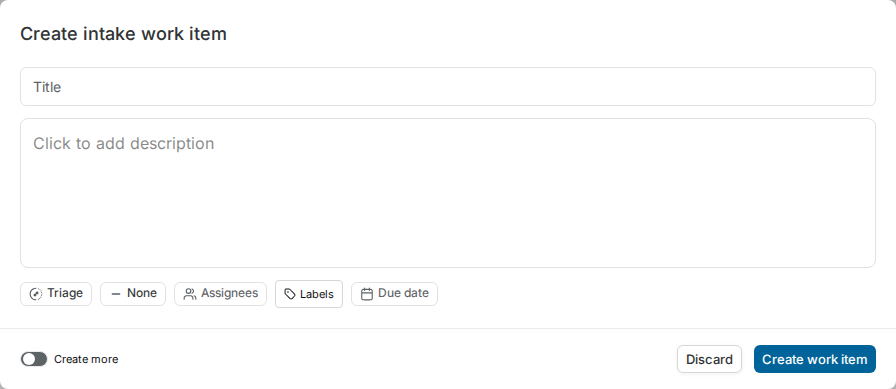 Create intake work item
Title
Click to add description
Triage None Assignees Labels Due date
Create more Discard Create work item